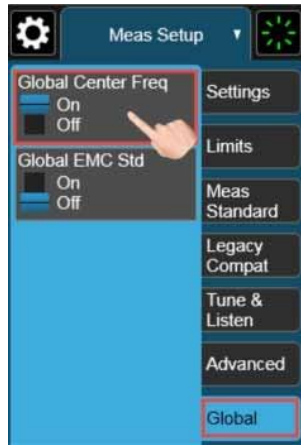 Meas Setup
Global Center Freq
On
Off
Global EMC Std
On
Off
Settings
Limits
Meas
Standard
Legacy
Compat
Tune &
Listen
Advanced
Global